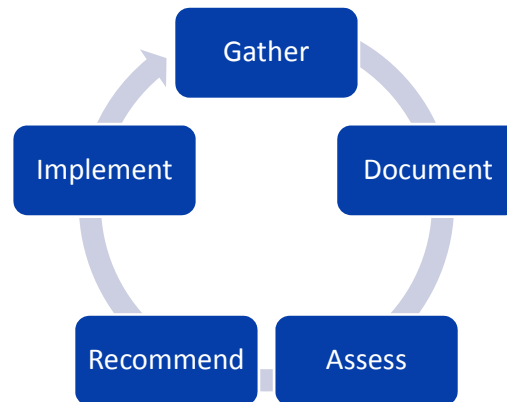 Gather
Document
Assess
Recommend
Implement